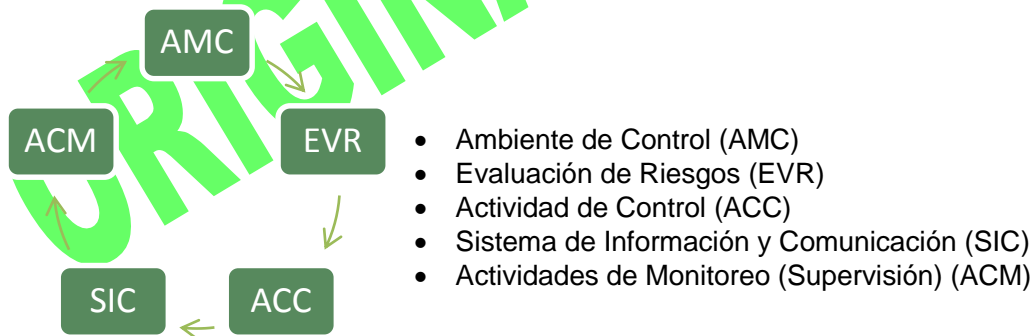 AMC
ACM
EVR
SIC
ACC
• Ambiente de Control (AMC)
• Evaluación de Riesgos (EVR)
• Actividad de Control (ACC)
• Sistema de Información y Comunicación (SIC)
• Actividades de Monitoreo (Supervisión) (ACM)